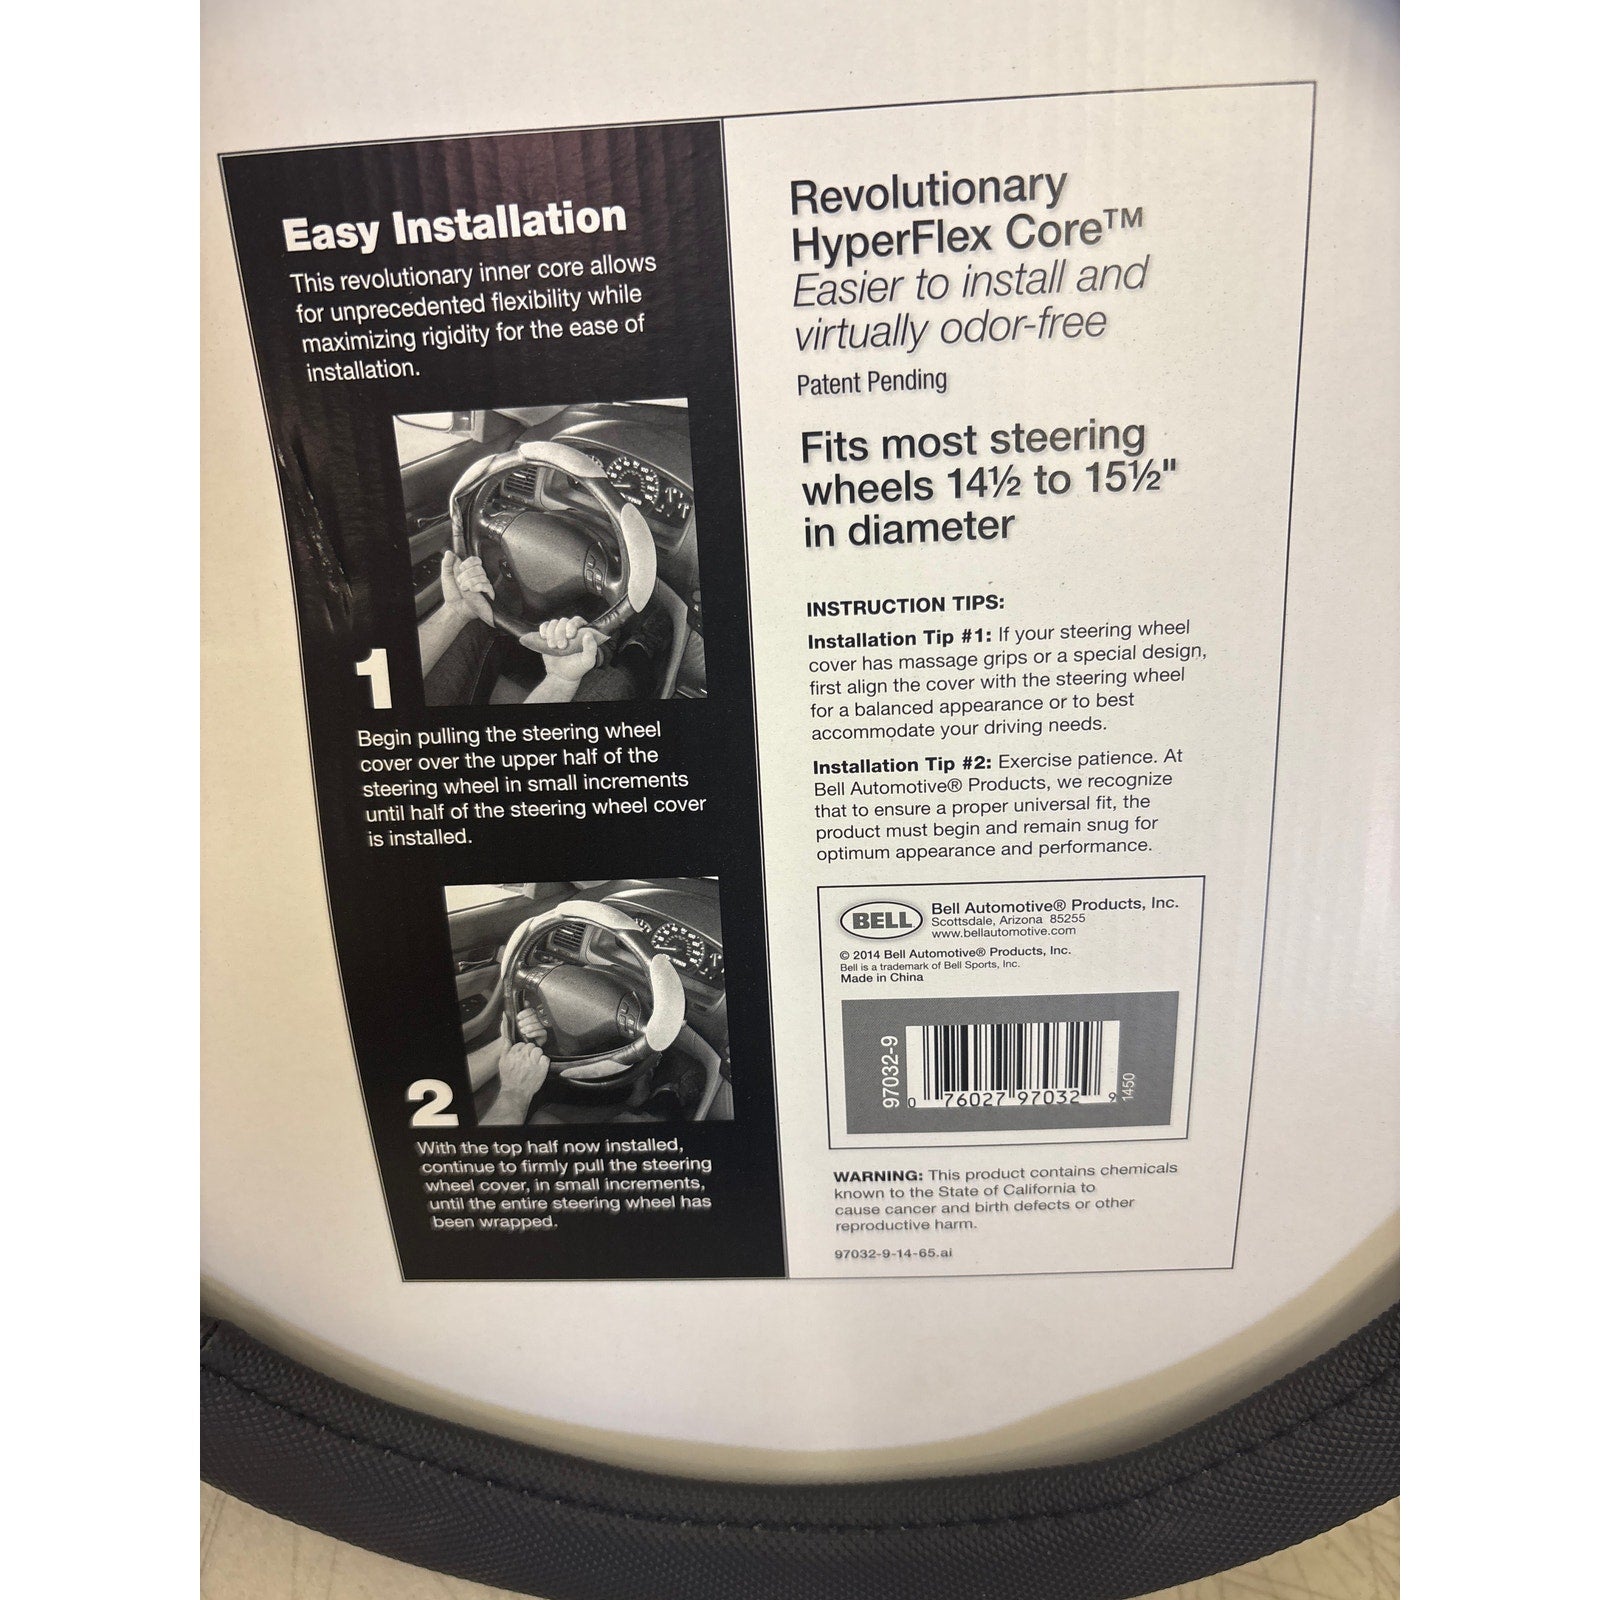 Easy Installation
This revolutionary inner core allows
for unprecedented flexibility while
maximizing rigidity for the ease of
installation.
1
Begin pulling the steering wheel
cover over the upper half of the
steering wheel in small increments
until half of the steering wheel cover
is installed.
2
With the top half now installed,
continue to firmly pull the steering
wheel cover, in small increments,
until the entire steering wheel has
been wrapped.
Revolutionary
HyperFlex Core™
Easier to install and
virtually odor-free
Patent Pending
Fits most steering
wheels 14½ to 15½"
in diameter
INSTRUCTION TIPS:
Installation Tip #1: If your steering wheel
cover has massage grips or a special design,
first align the cover with the steering wheel
for a balanced appearance or to best
accommodate your driving needs.
Installation Tip #2: Exercise patience. At
Bell Automotive® Products, we recognize
that to ensure a proper universal fit, the
product must begin and remain snug for
optimum appearance and performance.
BELL
Bell Automotive® Products, Inc.
Scottsdale, Arizona 85255
www.bellautomotive.com
© 2014 Bell Automotive® Products, Inc.
Bell is a trademark of Bell Sports, Inc.
Made in China
97032-9
0 76027 97032 9
1450
WARNING: This product contains chemicals
known to the State of California to
cause cancer and birth defects or other
reproductive harm.
97032-9-14-65.ai